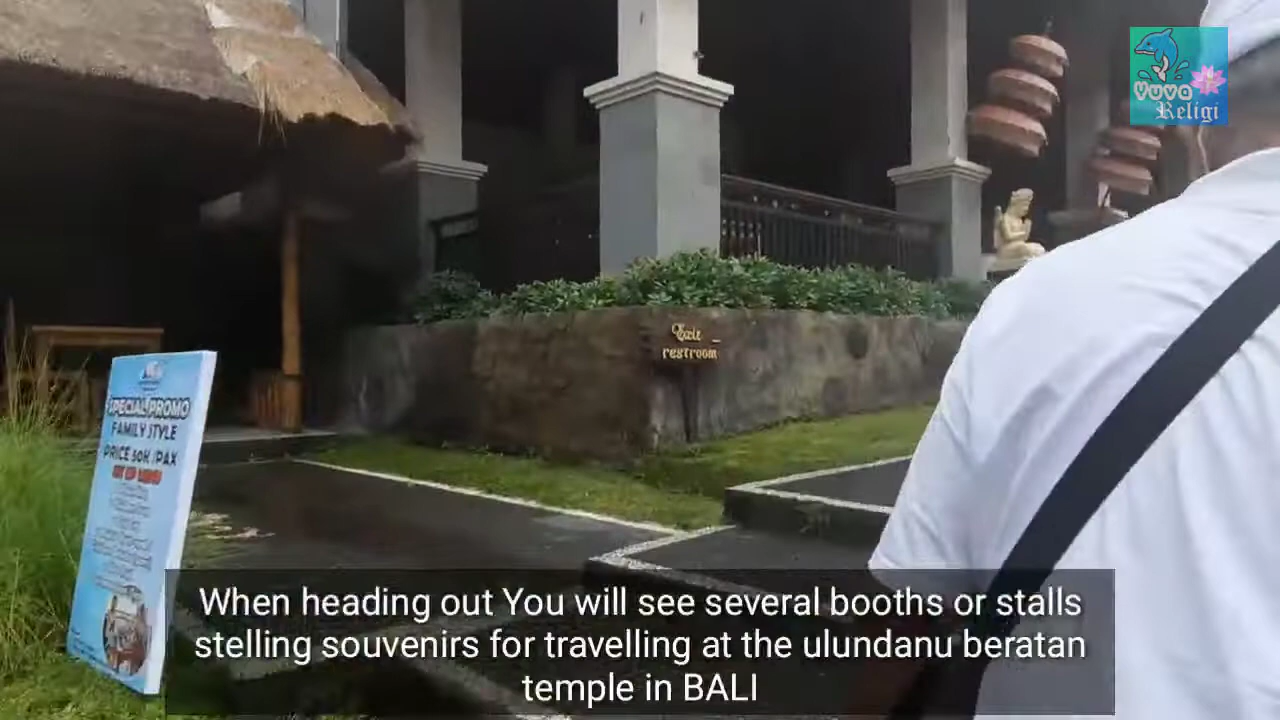 Yuva
Religi
Exit
restroom
SPECIAL PROMO
FAMILY STYLE
PRICE 50K/PAX
When heading out You will see several booths or stalls
stelling souvenirs for travelling at the ulundanu beratan
temple in BALI